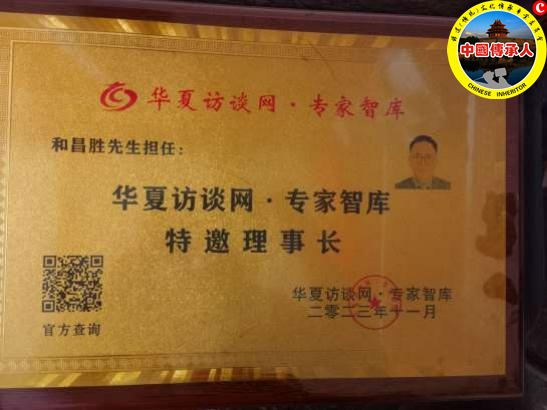 中國傳承人
CHINESE INHERITOR
C
华夏访谈网·专家智库
和昌胜先生担任：
华夏访谈网·专家智库
特邀理事长
华夏访谈网·专家智库
二零二三年十一月
官方查询